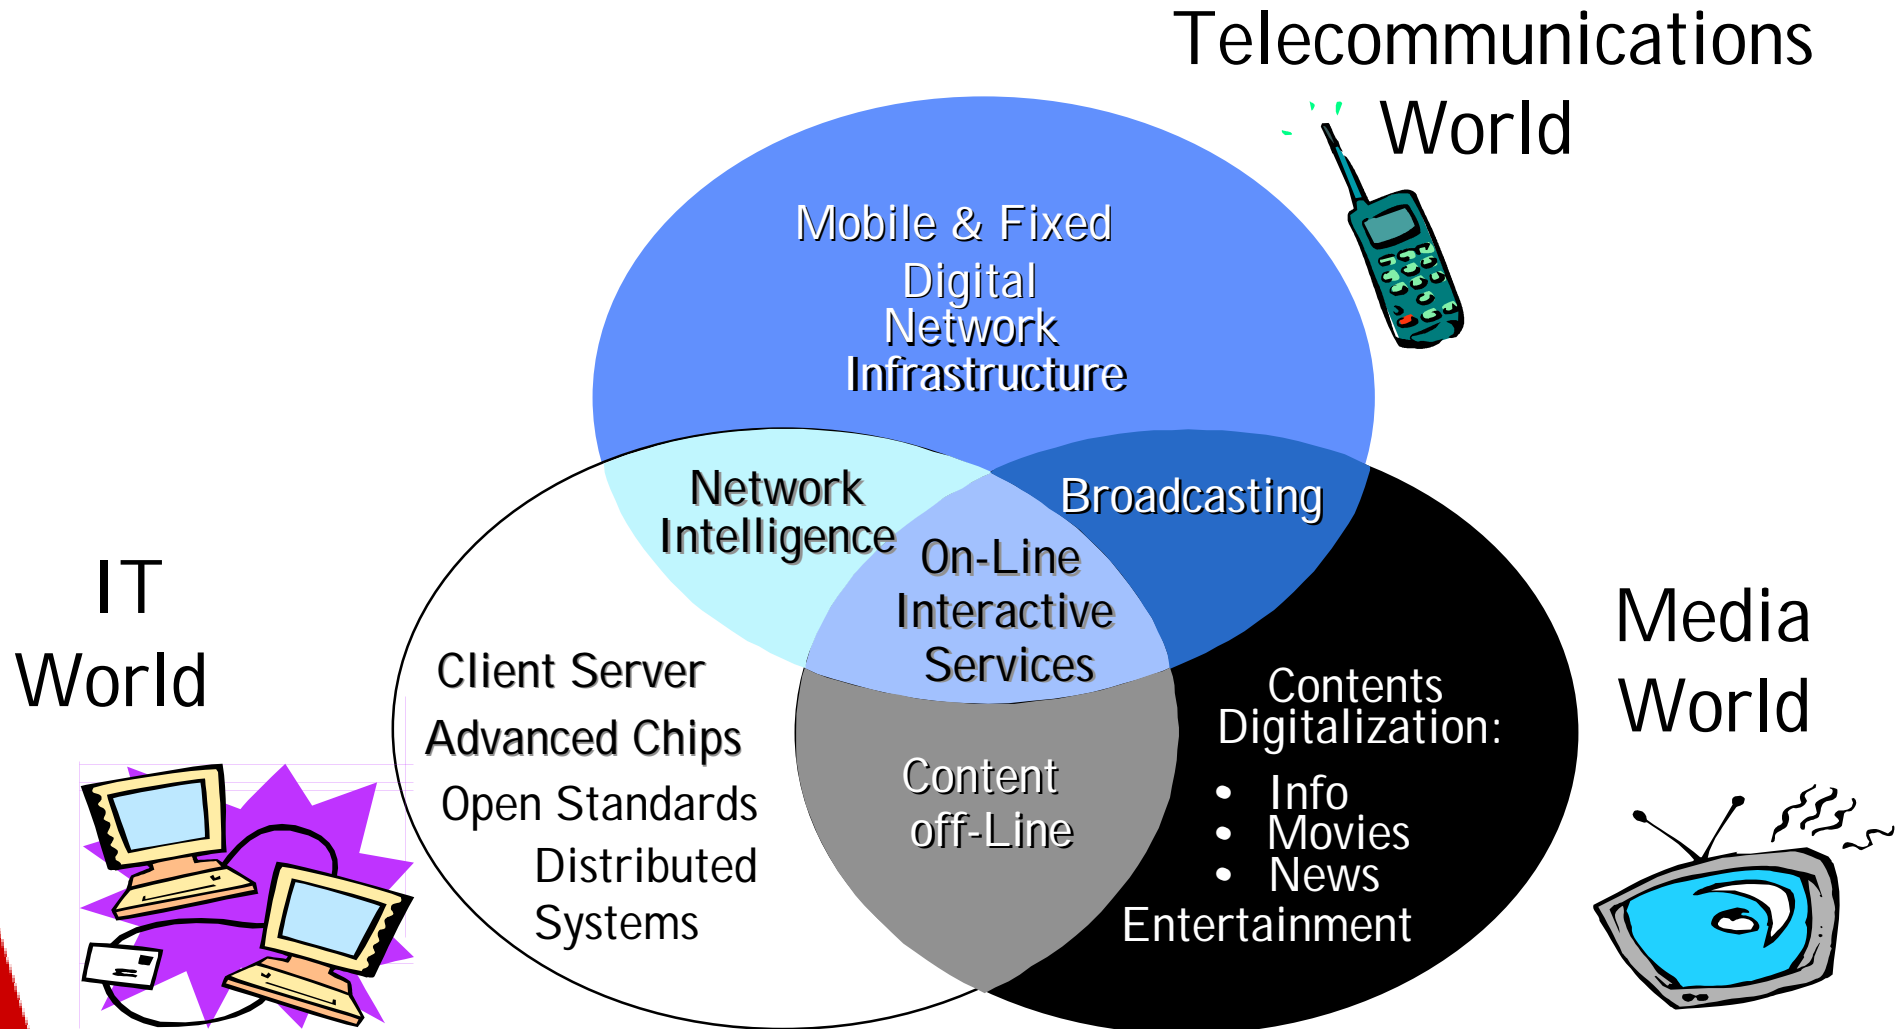 Telecommunications
World
Mobile & Fixed
Digital
Network
Infrastructure
Network
Intelligence
Broadcasting
On-Line
Interactive
Services
IT
World
Client Server
Advanced Chips
Open Standards
Distributed
Systems
Content
off-Line
Contents
Digitalization:
• Info
• Movies
• News
Entertainment
Media
World